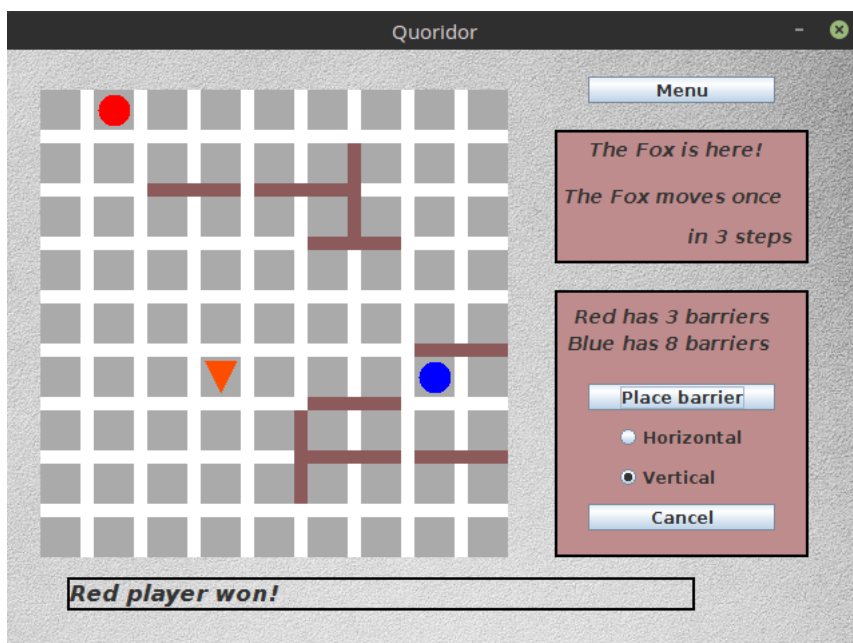 Quoridor
Menu
The Fox is here!
The Fox moves once
in 3 steps
Red has 3 barriers
Blue has 8 barriers
Place barrier
Horizontal
Vertical
Cancel
Red player won!